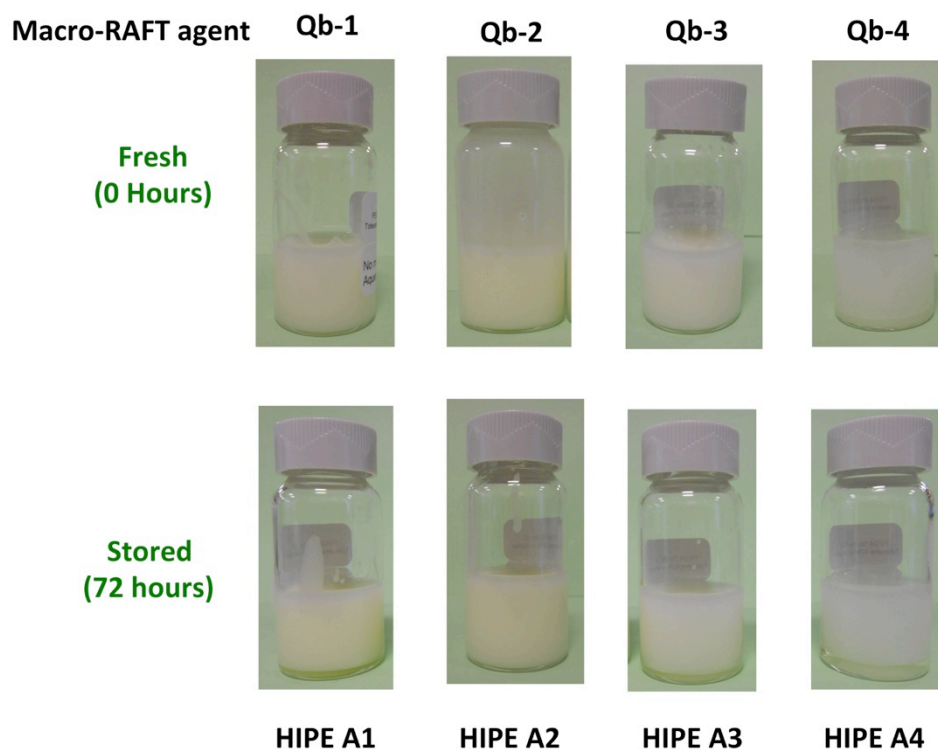 Macro-RAFT agent
Qb-1
Qb-2
Qb-3
Qb-4
Fresh
(0 Hours)
Stored
(72 hours)
HIPE A1
HIPE A2
HIPE A3
HIPE A4